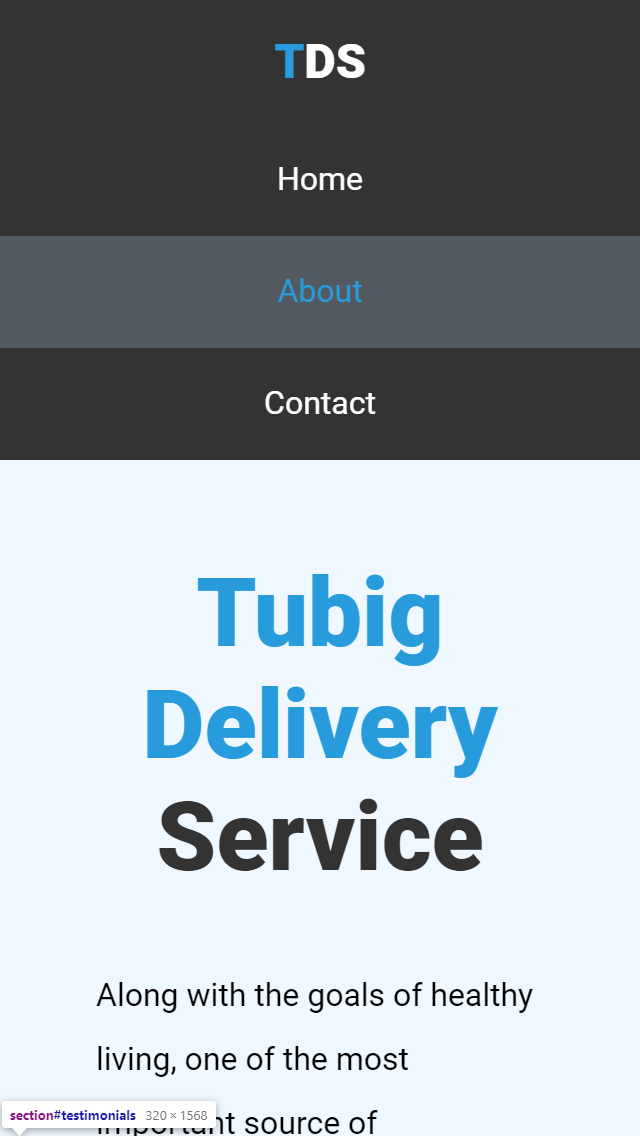 TDS
Home
About
Contact
Tubig
Delivery
Service
Along with the goals of healthy
living, one of the most
important source of
section#testimonials 320 × 1568